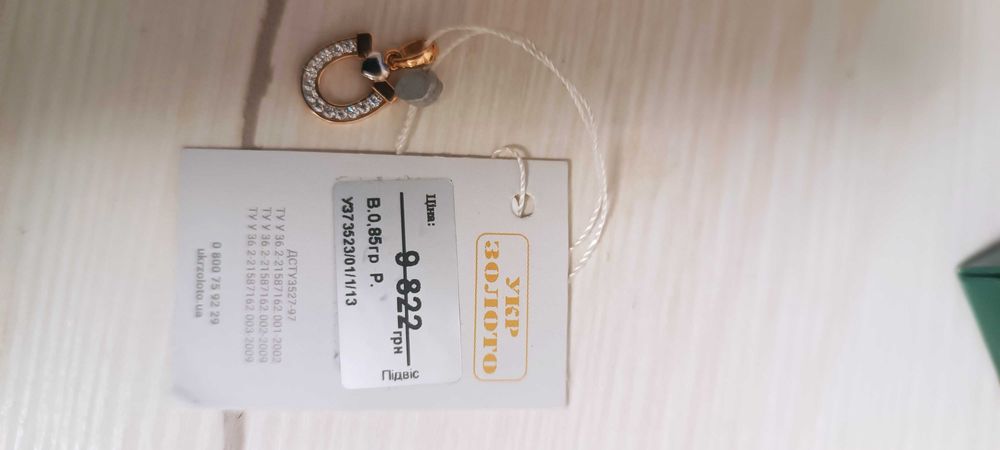 УКР
ЗОЛОТО
Ціна:
9 822 грн
В.0,85гр Р.
У373523/01/1/13
Підвіс
ДСТУ3527-97
ТУ У 36.2-21587162.001-2002
ТУ У 36.2-21587162.002-2009
ТУ У 36.2-21587162.003-2009
0 800 75 92 29
ukrzoloto.ua